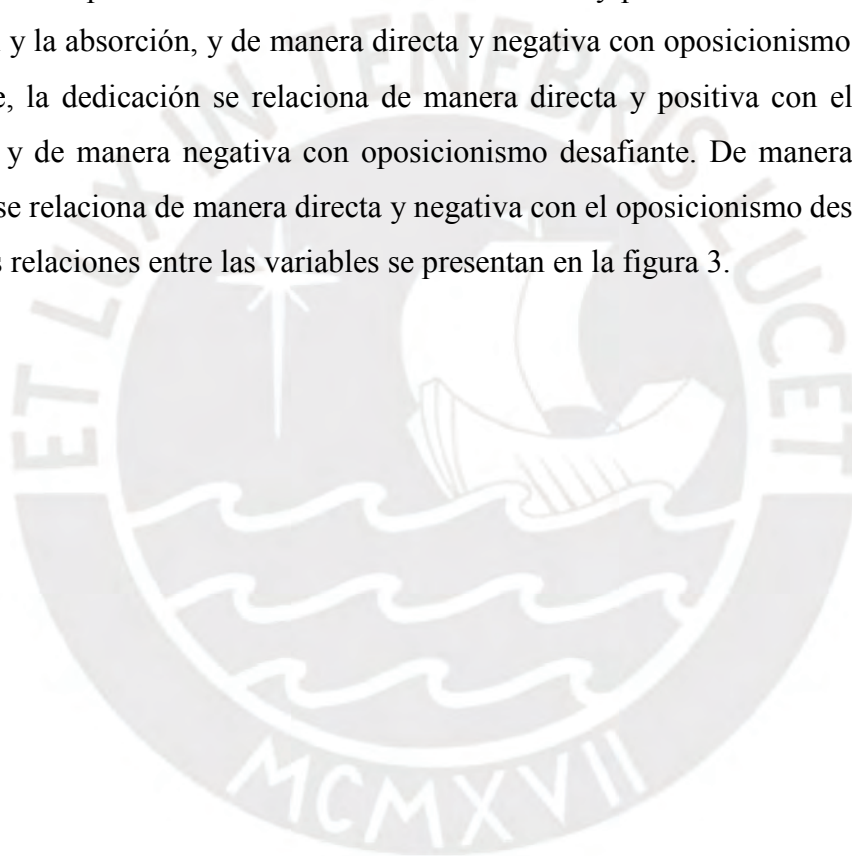 y la absorción, y de manera directa y negativa con oposicionismo
, la dedicación se relaciona de manera directa y positiva con el
y de manera negativa con oposicionismo desafiante. De manera
se relaciona de manera directa y negativa con el oposicionismo des
relaciones entre las variables se presentan en la figura 3.
ET LUX IN TENEBRIS LUCET
MCMXVII